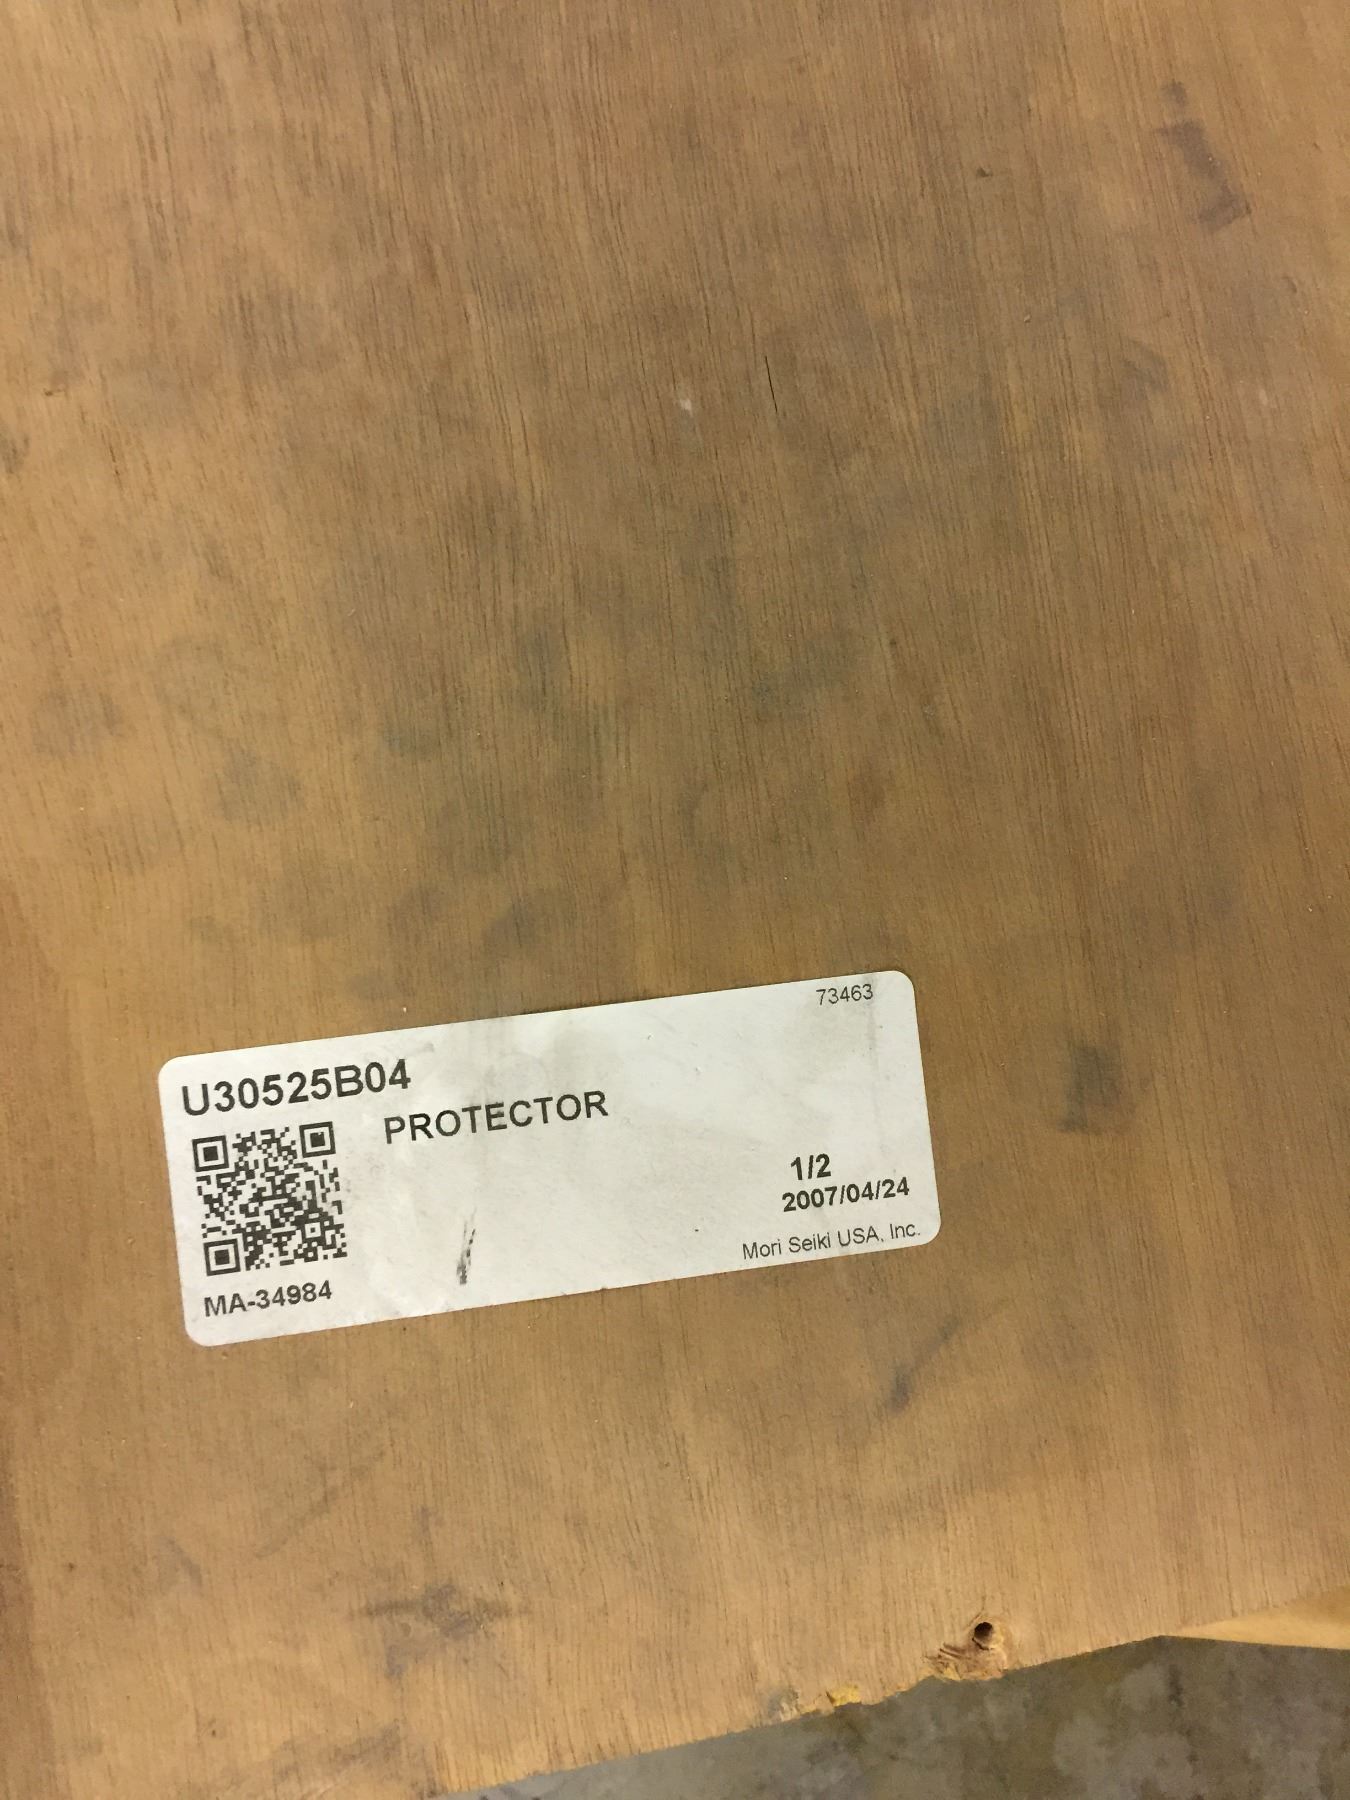 73463
U30525B04
PROTECTOR
1/2
2007/04/24
Mori Seiki USA, Inc.
MA-34984